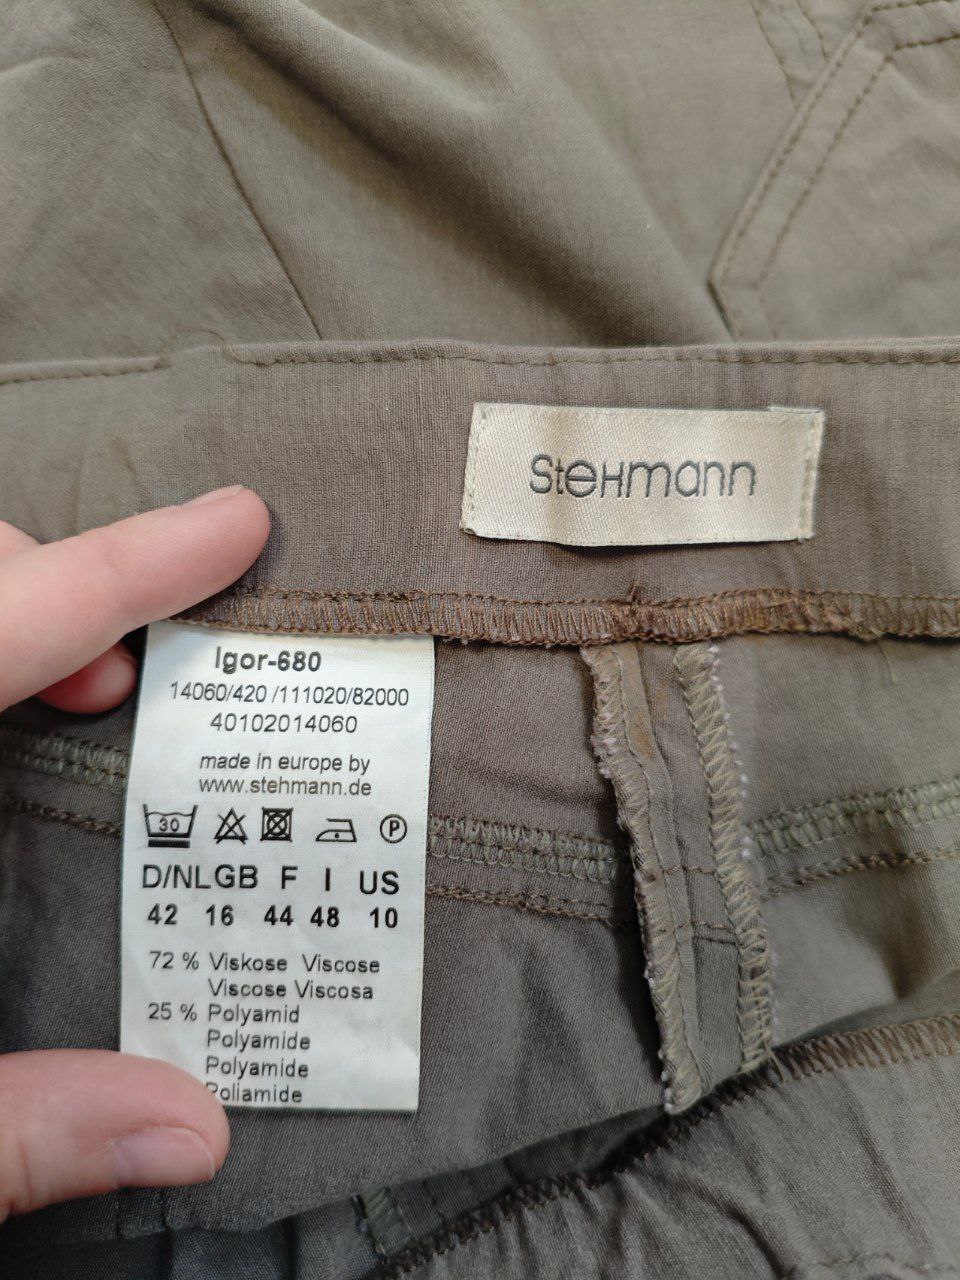 SteHmann
Igor-680
14060/420 /111020/82000
40102014060
made in europe by
www.stehmann.de
30 P
D/NL GB F I US
42 16 44 48 10
72 % Viskose Viscose
Viscose Viscosa
25 % Polyamid
Polyamide
Polyamide
Poliamide